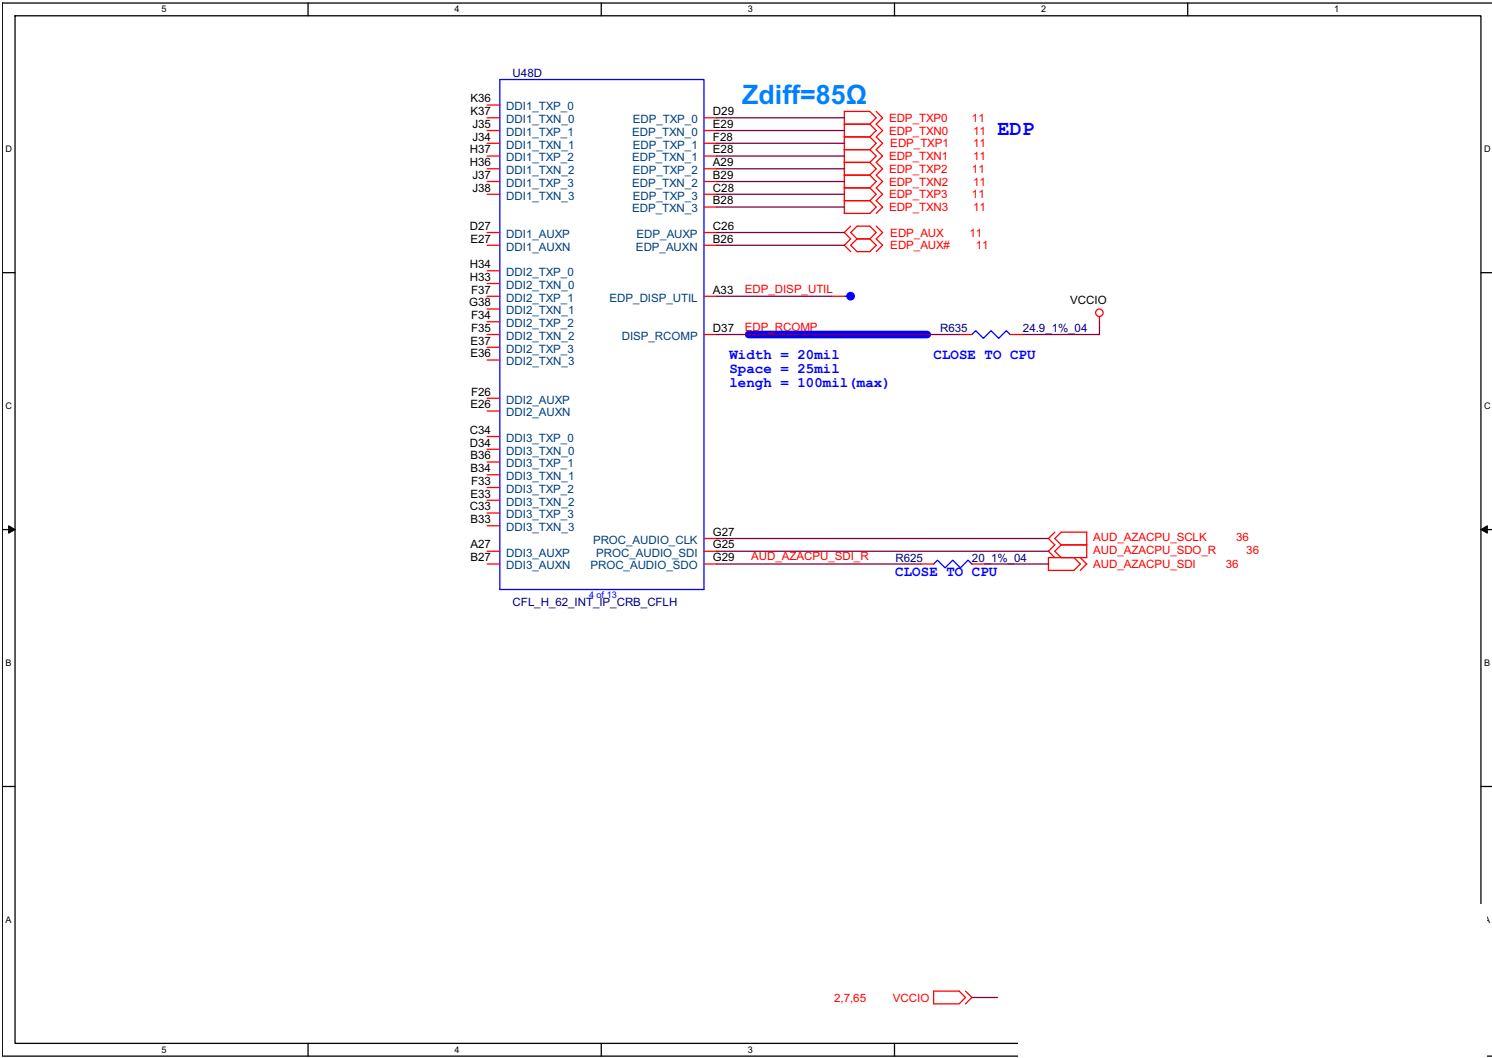 5 4 3 2 1
D D
C C
B B
A
U48D
K36 DDI1_TXP_0
K37 DDI1_TXN_0
J35 DDI1_TXP_1
J34 DDI1_TXN_1
H37 DDI1_TXP_2
H36 DDI1_TXN_2
J37 DDI1_TXP_3
J38 DDI1_TXN_3
D27 DDI1_AUXP
E27 DDI1_AUXN
H34 DDI2_TXP_0
H33 DDI2_TXN_0
F37 DDI2_TXP_1
G38 DDI2_TXN_1
F34 DDI2_TXP_2
F35 DDI2_TXN_2
E37 DDI2_TXP_3
E36 DDI2_TXN_3
F26 DDI2_AUXP
E26 DDI2_AUXN
C34 DDI3_TXP_0
D34 DDI3_TXN_0
B36 DDI3_TXP_1
B34 DDI3_TXN_1
F33 DDI3_TXP_2
E33 DDI3_TXN_2
C33 DDI3_TXP_3
B33 DDI3_TXN_3
A27 DDI3_AUXP
B27 DDI3_AUXN
Zdiff=85Ω
EDP_TXP_0 D29 EDP_TXP0 11
EDP_TXN_0 E29 EDP_TXN0 11
EDP
EDP_TXP_1 F28 EDP_TXP1 11
EDP_TXN_1 E28 EDP_TXN1 11
EDP_TXP_2 A29 EDP_TXP2 11
EDP_TXN_2 B29 EDP_TXN2 11
EDP_TXP_3 C28 EDP_TXP3 11
EDP_TXN_3 B28 EDP_TXN3 11
EDP_AUXP C26 EDP_AUX 11
EDP_AUXN B26 EDP_AUX# 11
EDP_DISP_UTIL A33 EDP_DISP_UTIL
VCCIO
DISP_RCOMP D37 EDP_RCOMP R635 24.9_1%_04
Width = 20mil
CLOSE TO CPU
Space = 25mil
lengh = 100mil(max)
PROC_AUDIO_CLK G27 AUD_AZACPU_SCLK 36
PROC_AUDIO_SDI G25 AUD_AZACPU_SDO_R 36
PROC_AUDIO_SDO G29 AUD_AZACPU_SDI_R R625 20_1%_04 AUD_AZACPU_SDI 36
CLOSE TO CPU
4 of 13
CFL_H_62_INT_IP_CRB_CFLH
2,7,65 VCCIO
5 4 3